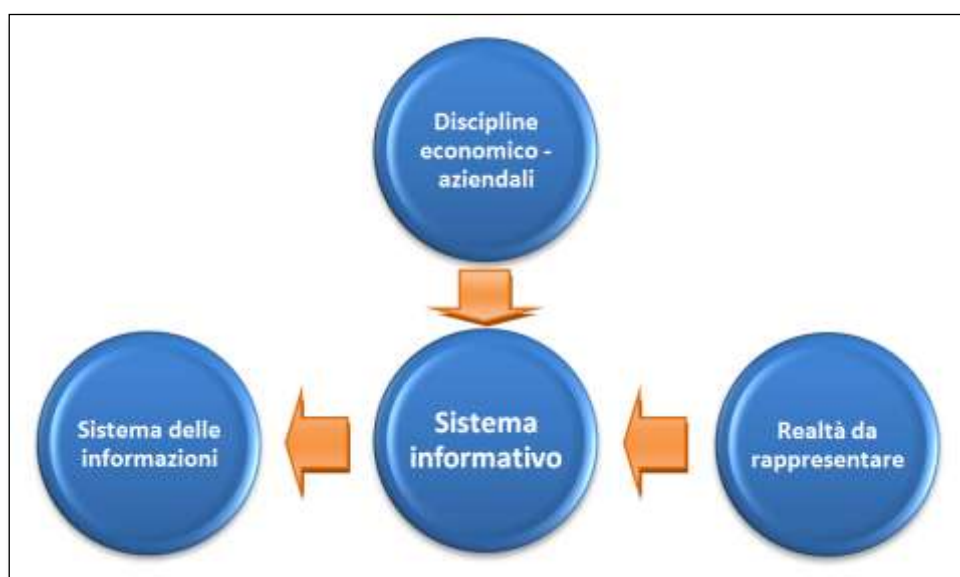 Discipline
economico -
aziendali
Sistema delle
informazioni
Sistema
informativo
Realtà da
rappresentare